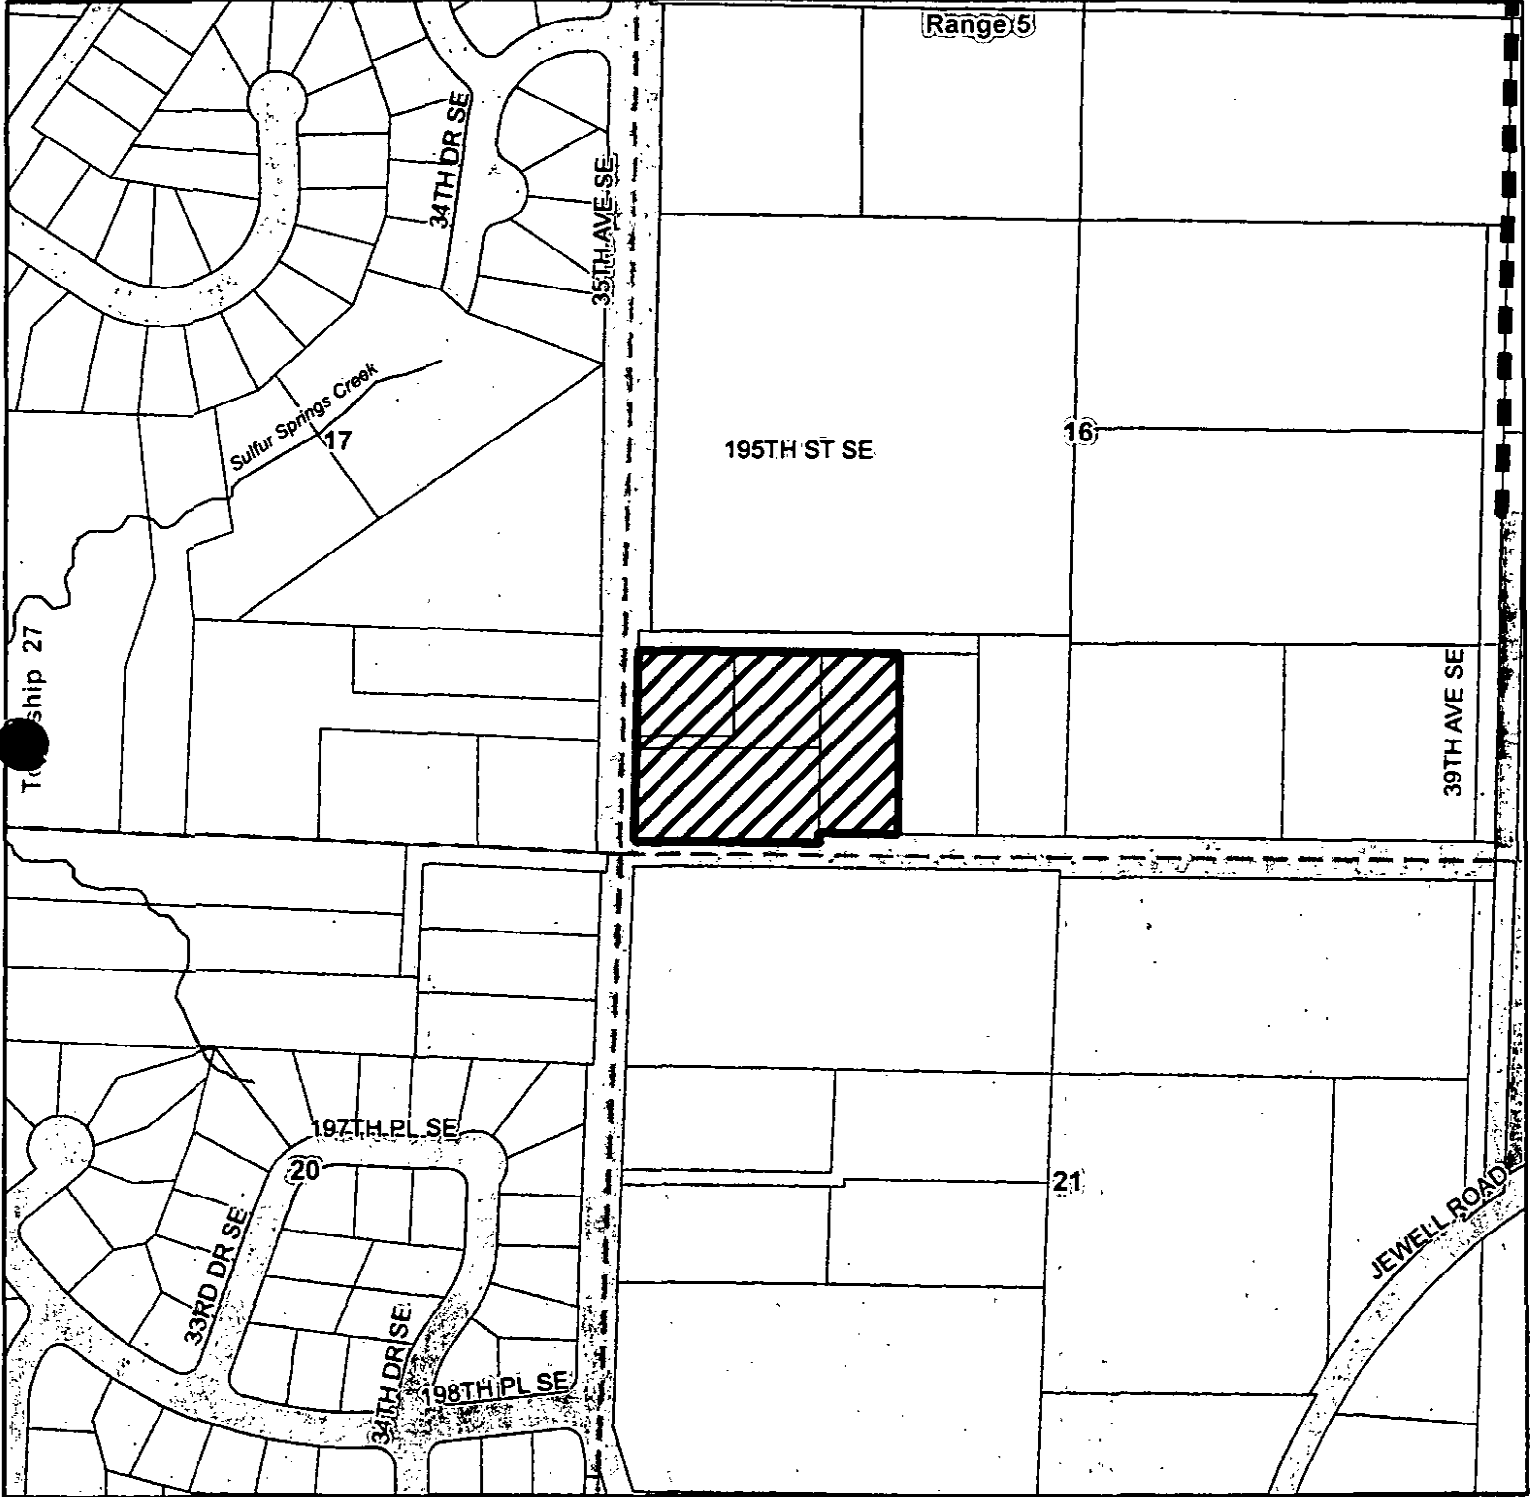 Range 5
34TH DR SE
35TH AVE SE
Sulfur Springs Creek
17
195TH ST SE
16
ship 27
39TH AVE SE
197TH PL SE
20
21
33RD DR SE
JEWELL ROAD
34TH DR SE
198TH PL SE